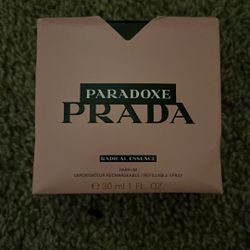 PARADOXE
PRADA
RADICAL ESSENCE
PARFUM
VAPORISATEUR RECHARGEABLE / REFILLABLE SPRAY
℮ 30 ml 1 FL. OZ.